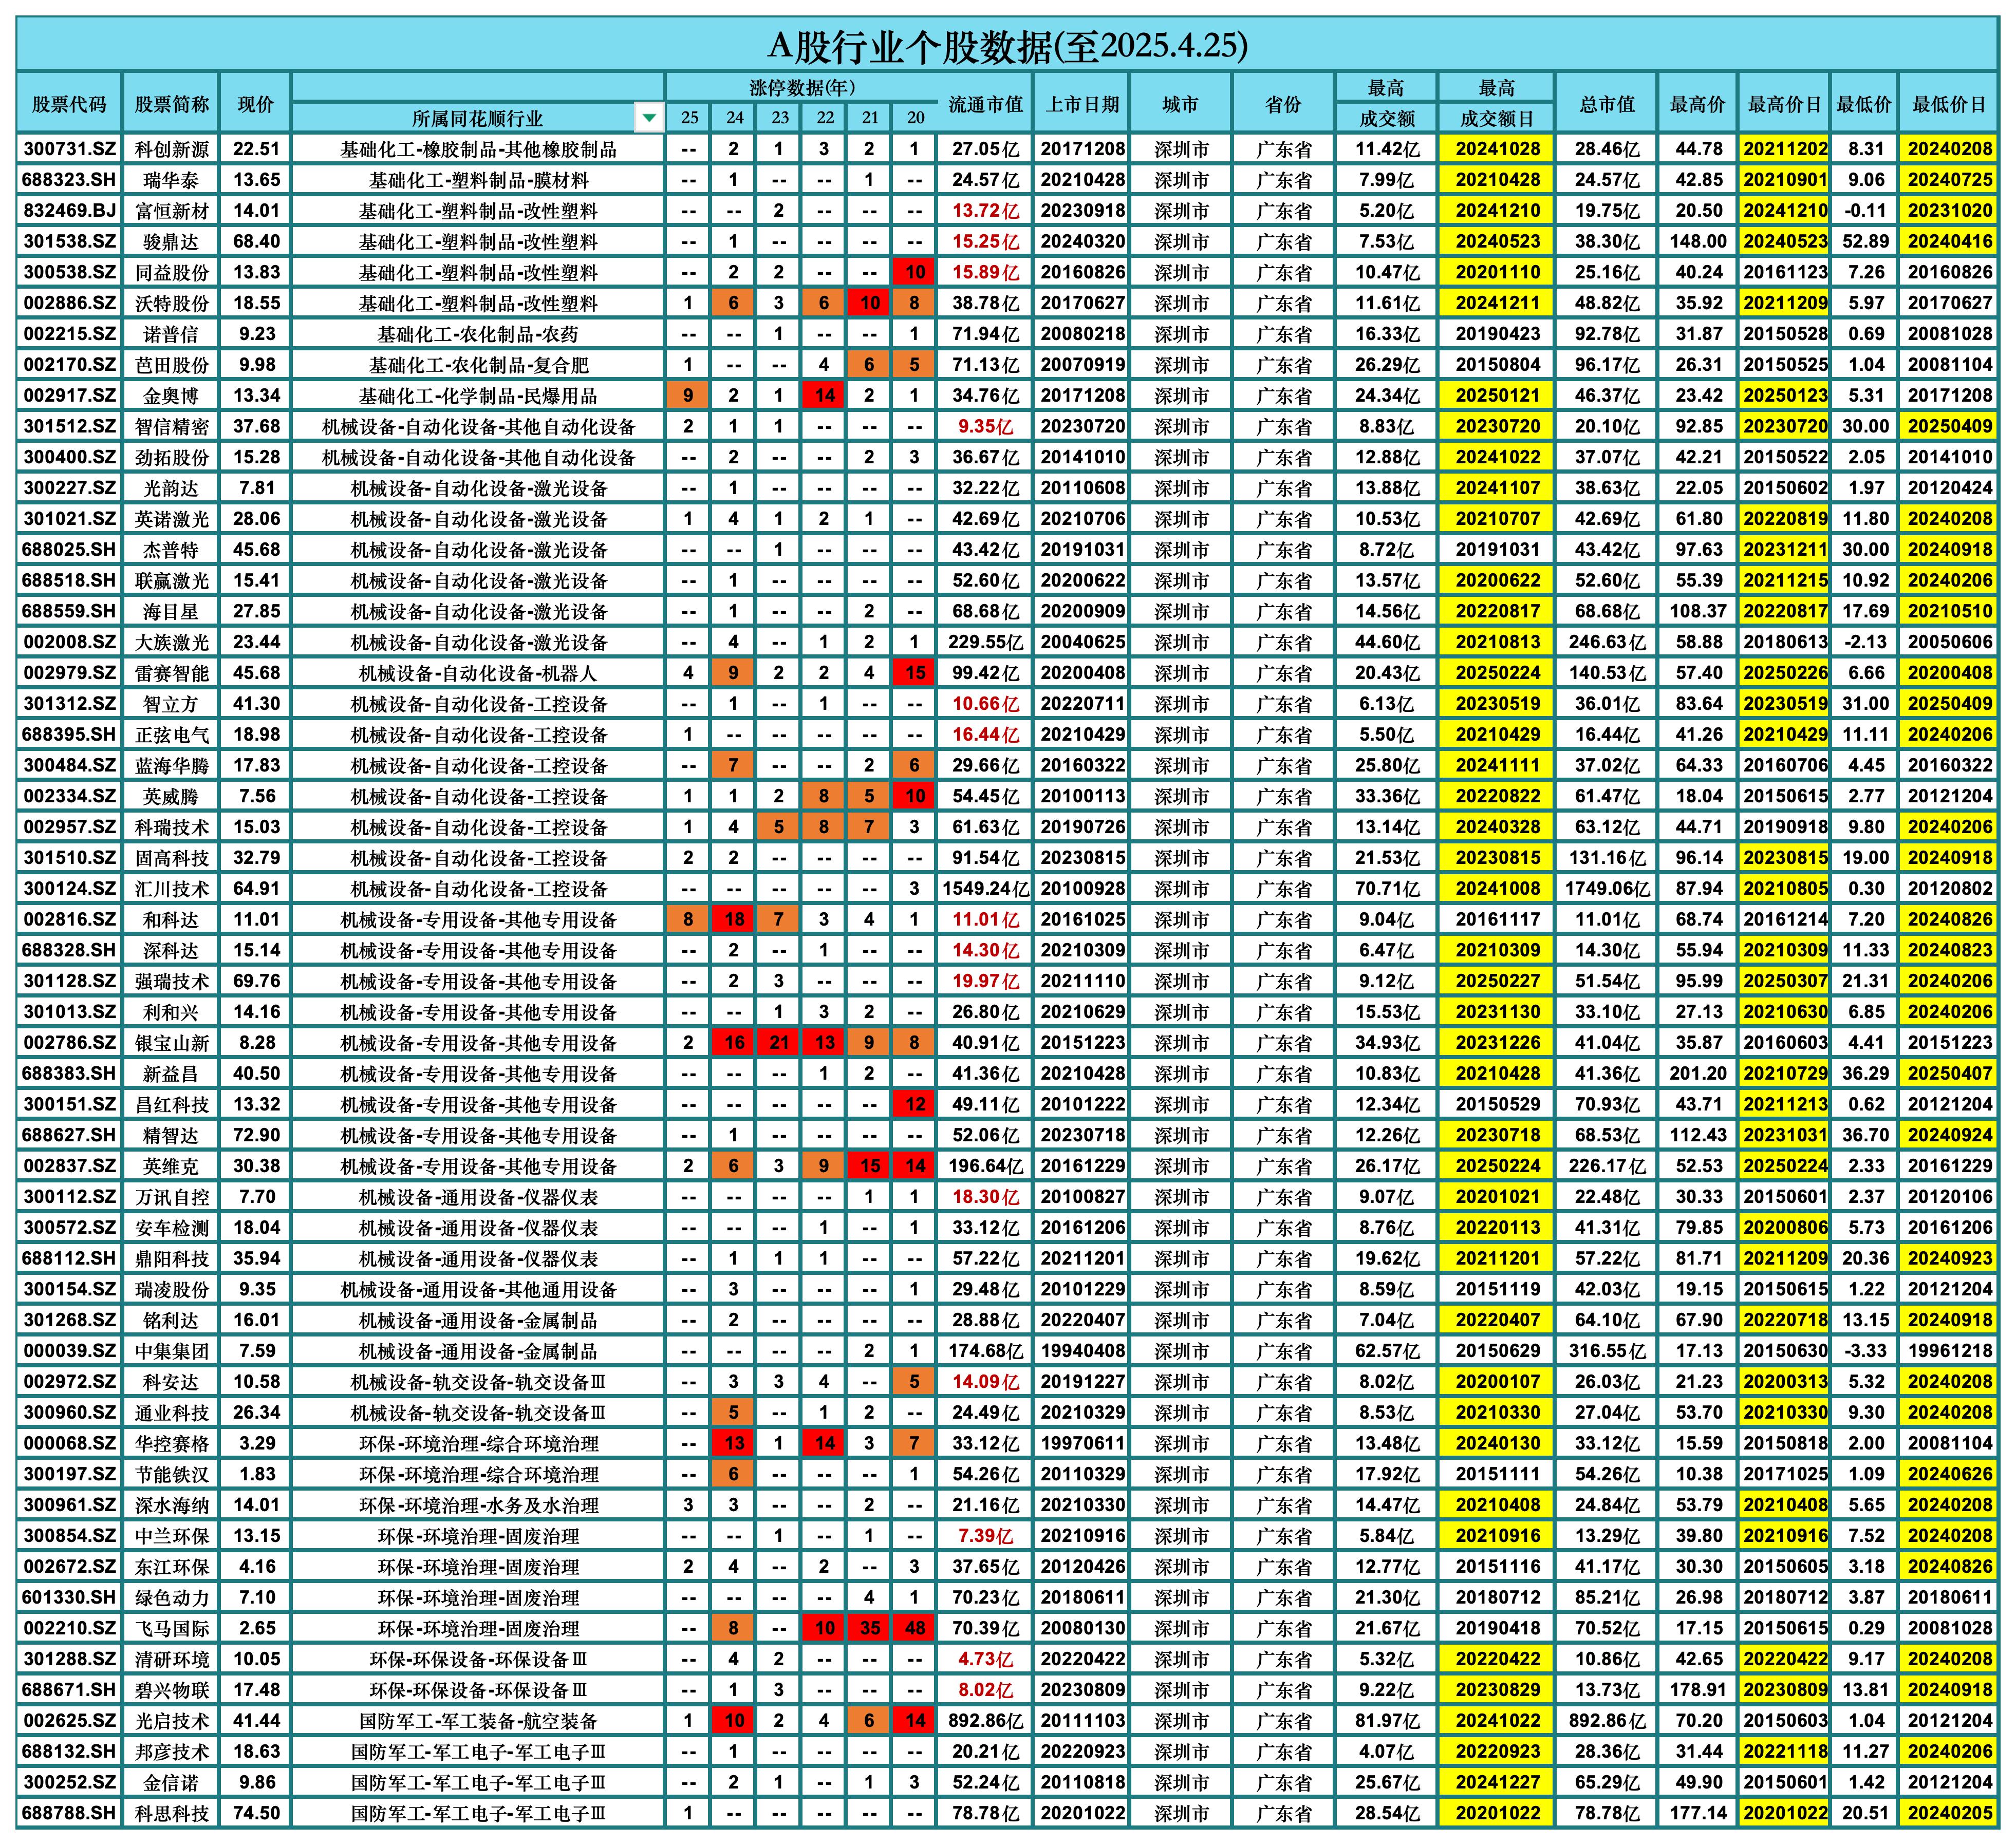 A股行业个股数据(至2025.4.25)
股票代码 股票简称 现价 所属同花顺行业 涨停数据(年) 25 24 23 22 21 20 流通市值 上市日期 城市 省份 最高成交额 最高成交额日 总市值 最高价 最高价日 最低价 最低价日
300731.SZ 科创新源 22.51 基础化工-橡胶制品-其他橡胶制品 -- 2 1 3 2 1 27.05亿 20171208 深圳市 广东省 11.42亿 20241028 28.46亿 44.78 20211202 8.31 20240208
688323.SH 瑞华泰 13.65 基础化工-塑料制品-膜材料 -- 1 -- -- 1 -- 24.57亿 20210428 深圳市 广东省 7.99亿 20210428 24.57亿 42.85 20210901 9.06 20240725
832469.BJ 富恒新材 14.01 基础化工-塑料制品-改性塑料 -- -- 2 -- -- -- 13.72亿 20230918 深圳市 广东省 5.20亿 20241210 19.75亿 20.50 20241210 -0.11 20231020
301538.SZ 骏鼎达 68.40 基础化工-塑料制品-改性塑料 -- 1 -- -- -- -- 15.25亿 20240320 深圳市 广东省 7.53亿 20240523 38.30亿 148.00 20240523 52.89 20240416
300538.SZ 同益股份 13.83 基础化工-塑料制品-改性塑料 -- 2 2 -- -- 10 15.89亿 20160826 深圳市 广东省 10.47亿 20201110 25.16亿 40.24 20161123 7.26 20160826
002886.SZ 沃特股份 18.55 基础化工-塑料制品-改性塑料 1 6 3 6 10 8 38.78亿 20170627 深圳市 广东省 11.61亿 20241211 48.82亿 35.92 20211209 5.97 20170627
002215.SZ 诺普信 9.23 基础化工-农化制品-农药 -- -- 1 -- -- 1 71.94亿 20080218 深圳市 广东省 16.33亿 20190423 92.78亿 31.87 20150528 0.69 20081028
002170.SZ 芭田股份 9.98 基础化工-农化制品-复合肥 1 -- -- 4 6 5 71.13亿 20070919 深圳市 广东省 26.29亿 20150804 96.17亿 26.31 20150525 1.04 20081104
002917.SZ 金奥博 13.34 基础化工-化学制品-民爆用品 9 2 1 14 2 1 34.76亿 20171208 深圳市 广东省 24.34亿 20250121 46.37亿 23.42 20250123 5.31 20171208
301512.SZ 智信精密 37.68 机械设备-自动化设备-其他自动化设备 2 1 1 -- -- -- 9.35亿 20230720 深圳市 广东省 8.83亿 20230720 20.10亿 92.85 20230720 30.00 20250409
300400.SZ 劲拓股份 15.28 机械设备-自动化设备-其他自动化设备 -- 2 -- -- 2 3 36.67亿 20141010 深圳市 广东省 12.88亿 20241022 37.07亿 42.21 20150522 2.05 20141010
300227.SZ 光韵达 7.81 机械设备-自动化设备-激光设备 -- 1 -- -- -- -- 32.22亿 20110608 深圳市 广东省 13.88亿 20241107 38.63亿 22.05 20150602 1.97 20120424
301021.SZ 英诺激光 28.06 机械设备-自动化设备-激光设备 1 4 1 2 1 -- 42.69亿 20210706 深圳市 广东省 10.53亿 20210707 42.69亿 61.80 20220819 11.80 20240208
688025.SH 杰普特 45.68 机械设备-自动化设备-激光设备 -- -- 1 -- -- -- 43.42亿 20191031 深圳市 广东省 8.72亿 20191031 43.42亿 97.63 20231211 30.00 20240918
688518.SH 联赢激光 15.41 机械设备-自动化设备-激光设备 -- 1 -- -- -- -- 52.60亿 20200622 深圳市 广东省 13.57亿 20200622 52.60亿 55.39 20211215 10.92 20240206
688559.SH 海目星 27.85 机械设备-自动化设备-激光设备 -- 1 -- -- 2 -- 68.68亿 20200909 深圳市 广东省 14.56亿 20220817 68.68亿 108.37 20220817 17.69 20210510
002008.SZ 大族激光 23.44 机械设备-自动化设备-激光设备 -- 4 -- 1 2 1 229.55亿 20040625 深圳市 广东省 44.60亿 20210813 246.63亿 58.88 20180613 -2.13 20050606
002979.SZ 雷赛智能 45.68 机械设备-自动化设备-机器人 4 9 2 2 4 15 99.42亿 20200408 深圳市 广东省 20.43亿 20250224 140.53亿 57.40 20250226 6.66 20200408
301312.SZ 智立方 41.30 机械设备-自动化设备-工控设备 -- 1 -- 1 -- -- 10.66亿 20220711 深圳市 广东省 6.13亿 20230519 36.01亿 83.64 20230519 31.00 20250409
688395.SH 正弦电气 18.98 机械设备-自动化设备-工控设备 1 -- -- -- -- -- 16.44亿 20210429 深圳市 广东省 5.50亿 20210429 16.44亿 41.26 20210429 11.11 20240206
300484.SZ 蓝海华腾 17.83 机械设备-自动化设备-工控设备 -- 7 -- -- 2 6 29.66亿 20160322 深圳市 广东省 25.80亿 20241111 37.02亿 64.33 20160706 4.45 20160322
002334.SZ 英威腾 7.56 机械设备-自动化设备-工控设备 1 1 2 8 5 10 54.45亿 20100113 深圳市 广东省 33.36亿 20220822 61.47亿 18.04 20150615 2.77 20121204
002957.SZ 科瑞技术 15.03 机械设备-自动化设备-工控设备 1 4 5 8 7 3 61.63亿 20190726 深圳市 广东省 13.14亿 20240328 63.12亿 44.71 20190918 9.80 20240206
301510.SZ 固高科技 32.79 机械设备-自动化设备-工控设备 2 2 -- -- -- -- 91.54亿 20230815 深圳市 广东省 21.53亿 20230815 131.16亿 96.14 20230815 19.00 20240918
300124.SZ 汇川技术 64.91 机械设备-自动化设备-工控设备 -- -- -- -- -- 3 1549.24亿 20100928 深圳市 广东省 70.71亿 20241008 1749.06亿 87.94 20210805 0.30 20120802
002816.SZ 和科达 11.01 机械设备-专用设备-其他专用设备 8 18 7 3 4 1 11.01亿 20161025 深圳市 广东省 9.04亿 20161117 11.01亿 68.74 20161214 7.20 20240826
688328.SH 深科达 15.14 机械设备-专用设备-其他专用设备 -- 2 -- 1 -- -- 14.30亿 20210309 深圳市 广东省 6.47亿 20210309 14.30亿 55.94 20210309 11.33 20240823
301128.SZ 强瑞技术 69.76 机械设备-专用设备-其他专用设备 -- 2 3 -- -- -- 19.97亿 20211110 深圳市 广东省 9.12亿 20250227 51.54亿 95.99 20250307 21.31 20240206
301013.SZ 利和兴 14.16 机械设备-专用设备-其他专用设备 -- -- 1 3 2 -- 26.80亿 20210629 深圳市 广东省 15.53亿 20231130 33.10亿 27.13 20210630 6.85 20240206
002786.SZ 银宝山新 8.28 机械设备-专用设备-其他专用设备 2 16 21 13 9 8 40.91亿 20151223 深圳市 广东省 34.93亿 20231226 41.04亿 35.87 20160603 4.41 20151223
688383.SH 新益昌 40.50 机械设备-专用设备-其他专用设备 -- -- -- 1 2 -- 41.36亿 20210428 深圳市 广东省 10.83亿 20210428 41.36亿 201.20 20210729 36.29 20250407
300151.SZ 昌红科技 13.32 机械设备-专用设备-其他专用设备 -- -- -- -- -- 12 49.11亿 20101222 深圳市 广东省 12.34亿 20150529 70.93亿 43.71 20211213 0.62 20121204
688627.SH 精智达 72.90 机械设备-专用设备-其他专用设备 -- 1 -- -- -- -- 52.06亿 20230718 深圳市 广东省 12.26亿 20230718 68.53亿 112.43 20231031 36.70 20240924
002837.SZ 英维克 30.38 机械设备-专用设备-其他专用设备 2 6 3 9 15 14 196.64亿 20161229 深圳市 广东省 26.17亿 20250224 226.17亿 52.53 20250224 2.33 20161229
300112.SZ 万讯自控 7.70 机械设备-通用设备-仪器仪表 -- -- -- -- 1 1 18.30亿 20100827 深圳市 广东省 9.07亿 20201021 22.48亿 30.33 20150601 2.37 20120106
300572.SZ 安车检测 18.04 机械设备-通用设备-仪器仪表 -- -- -- 1 -- 1 33.12亿 20161206 深圳市 广东省 8.76亿 20220113 41.31亿 79.85 20200806 5.73 20161206
688112.SH 鼎阳科技 35.94 机械设备-通用设备-仪器仪表 -- 1 1 1 -- -- 57.22亿 20211201 深圳市 广东省 19.62亿 20211201 57.22亿 81.71 20211209 20.36 20240923
300154.SZ 瑞凌股份 9.35 机械设备-通用设备-其他通用设备 -- 3 -- -- -- 1 29.48亿 20101229 深圳市 广东省 8.59亿 20151119 42.03亿 19.15 20150615 1.22 20121204
301268.SZ 铭利达 16.01 机械设备-通用设备-金属制品 -- 2 -- -- -- -- 28.88亿 20220407 深圳市 广东省 7.04亿 20220407 64.10亿 67.90 20220718 13.15 20240918
000039.SZ 中集集团 7.59 机械设备-通用设备-金属制品 -- -- -- -- 2 1 174.68亿 19940408 深圳市 广东省 62.57亿 20150629 316.55亿 17.13 20150630 -3.33 19961218
002972.SZ 科安达 10.58 机械设备-轨交设备-轨交设备Ⅲ -- 3 3 4 -- 5 14.09亿 20191227 深圳市 广东省 8.02亿 20200107 26.03亿 21.23 20200313 5.32 20240208
300960.SZ 通业科技 26.34 机械设备-轨交设备-轨交设备Ⅲ -- 5 -- 1 2 -- 24.49亿 20210329 深圳市 广东省 8.53亿 20210330 27.04亿 53.70 20210330 9.30 20240208
000068.SZ 华控赛格 3.29 环保-环境治理-综合环境治理 -- 13 1 14 3 7 33.12亿 19970611 深圳市 广东省 13.48亿 20240130 33.12亿 15.59 20150818 2.00 20081104
300197.SZ 节能铁汉 1.83 环保-环境治理-综合环境治理 -- 6 -- -- -- 1 54.26亿 20110329 深圳市 广东省 17.92亿 20151111 54.26亿 10.38 20171025 1.09 20240626
300961.SZ 深水海纳 14.01 环保-环境治理-水务及水治理 3 3 -- -- 2 -- 21.16亿 20210330 深圳市 广东省 14.47亿 20210408 24.84亿 53.79 20210408 5.65 20240208
300854.SZ 中兰环保 13.15 环保-环境治理-固废治理 -- -- 1 -- 1 -- 7.39亿 20210916 深圳市 广东省 5.84亿 20210916 13.29亿 39.80 20210916 7.52 20240208
002672.SZ 东江环保 4.16 环保-环境治理-固废治理 2 4 -- 2 -- 3 37.65亿 20120426 深圳市 广东省 12.77亿 20151116 41.17亿 30.30 20150605 3.18 20240826
601330.SH 绿色动力 7.10 环保-环境治理-固废治理 -- -- -- -- 4 1 70.23亿 20180611 深圳市 广东省 21.30亿 20180712 85.21亿 26.98 20180712 3.87 20180611
002210.SZ 飞马国际 2.65 环保-环境治理-固废治理 -- 8 -- 10 35 48 70.39亿 20080130 深圳市 广东省 21.67亿 20190418 70.52亿 17.15 20150615 0.29 20081028
301288.SZ 清研环境 10.05 环保-环保设备-环保设备Ⅲ -- 4 2 -- -- -- 4.73亿 20220422 深圳市 广东省 5.32亿 20220422 10.86亿 42.65 20220422 9.17 20240208
688671.SH 碧兴物联 17.48 环保-环保设备-环保设备Ⅲ -- 1 3 -- -- -- 8.02亿 20230809 深圳市 广东省 9.22亿 20230829 13.73亿 178.91 20230809 13.81 20240918
002625.SZ 光启技术 41.44 国防军工-军工装备-航空装备 1 10 2 4 6 14 892.86亿 20111103 深圳市 广东省 81.97亿 20241022 892.86亿 70.20 20150603 1.04 20121204
688132.SH 邦彦技术 18.63 国防军工-军工电子-军工电子Ⅲ -- 1 -- -- -- -- 20.21亿 20220923 深圳市 广东省 4.07亿 20220923 28.36亿 31.44 20221118 11.27 20240206
300252.SZ 金信诺 9.86 国防军工-军工电子-军工电子Ⅲ -- 2 1 -- 1 3 52.24亿 20110818 深圳市 广东省 25.67亿 20241227 65.29亿 49.90 20150601 1.42 20121204
688788.SH 科思科技 74.50 国防军工-军工电子-军工电子Ⅲ 1 -- -- -- -- -- 78.78亿 20201022 深圳市 广东省 28.54亿 20201022 78.78亿 177.14 20201022 20.51 20240205